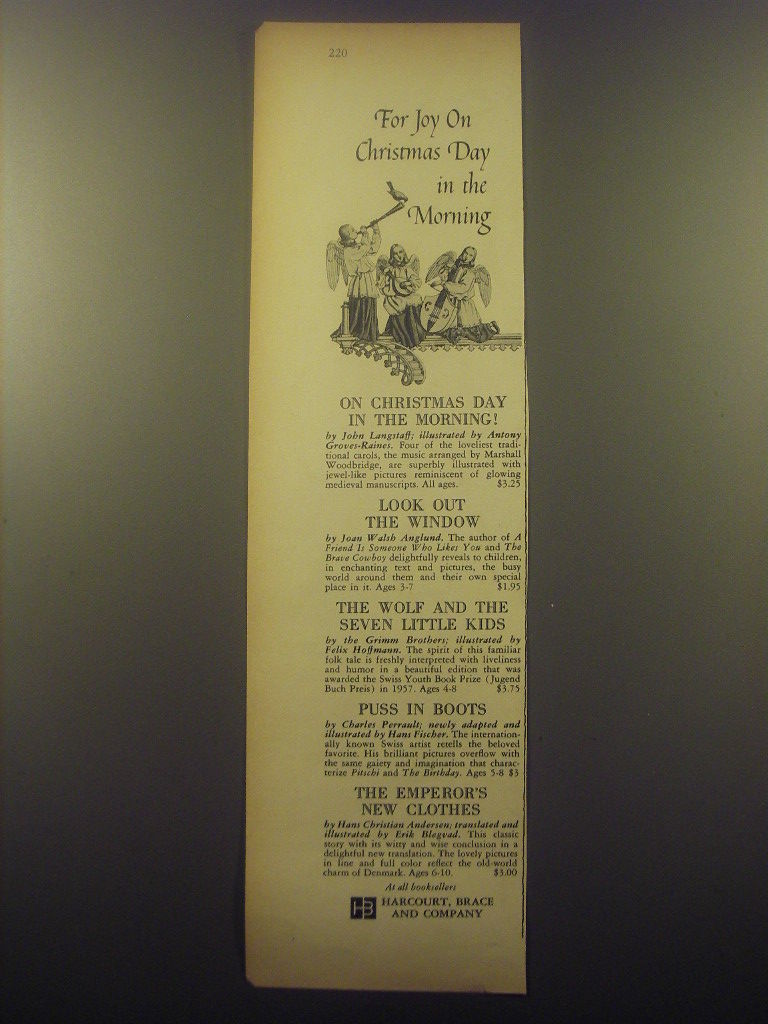 220
For Joy On
Christmas Day
in the
Morning
ON CHRISTMAS DAY
IN THE MORNING!
by John Langstaff; illustrated by Antony
Groves-Raines. Four of the loveliest tradi-
tional carols, the music arranged by Marshall
Woodbridge, are superbly illustrated with
jewel-like pictures reminiscent of glowing
medieval manuscripts. All ages. $3.25
LOOK OUT
THE WINDOW
by Joan Walsh Anglund. The author of A
Friend Is Someone Who Likes You and The
Brave Cowboy delightfully reveals to children,
in enchanting text and pictures, the busy
world around them and their own special
place in it. Ages 3-7 $1.95
THE WOLF AND THE
SEVEN LITTLE KIDS
by the Grimm Brothers; illustrated by
Felix Hoffmann. The spirit of this familiar
folk tale is freshly interpreted with liveliness
and humor in a beautiful edition that was
awarded the Swiss Youth Book Prize (Jugend
Buch Preis) in 1957. Ages 4-8 $3.75
PUSS IN BOOTS
by Charles Perrault; newly adapted and
illustrated by Hans Fischer. The internation-
ally known Swiss artist retells the beloved
favorite. His brilliant pictures overflow with
the same gaiety and imagination that charac-
terize Pitschi and The Birthday. Ages 5-8 $3
THE EMPEROR'S
NEW CLOTHES
by Hans Christian Andersen; translated and
illustrated by Erik Blegvad. This classic
story with its witty and wise conclusion in a
delightful new translation. The lovely pictures
in line and full color reflect the old-world
charm of Denmark. Ages 6-10. $3.00
At all booksellers
HB HARCOURT, BRACE
AND COMPANY